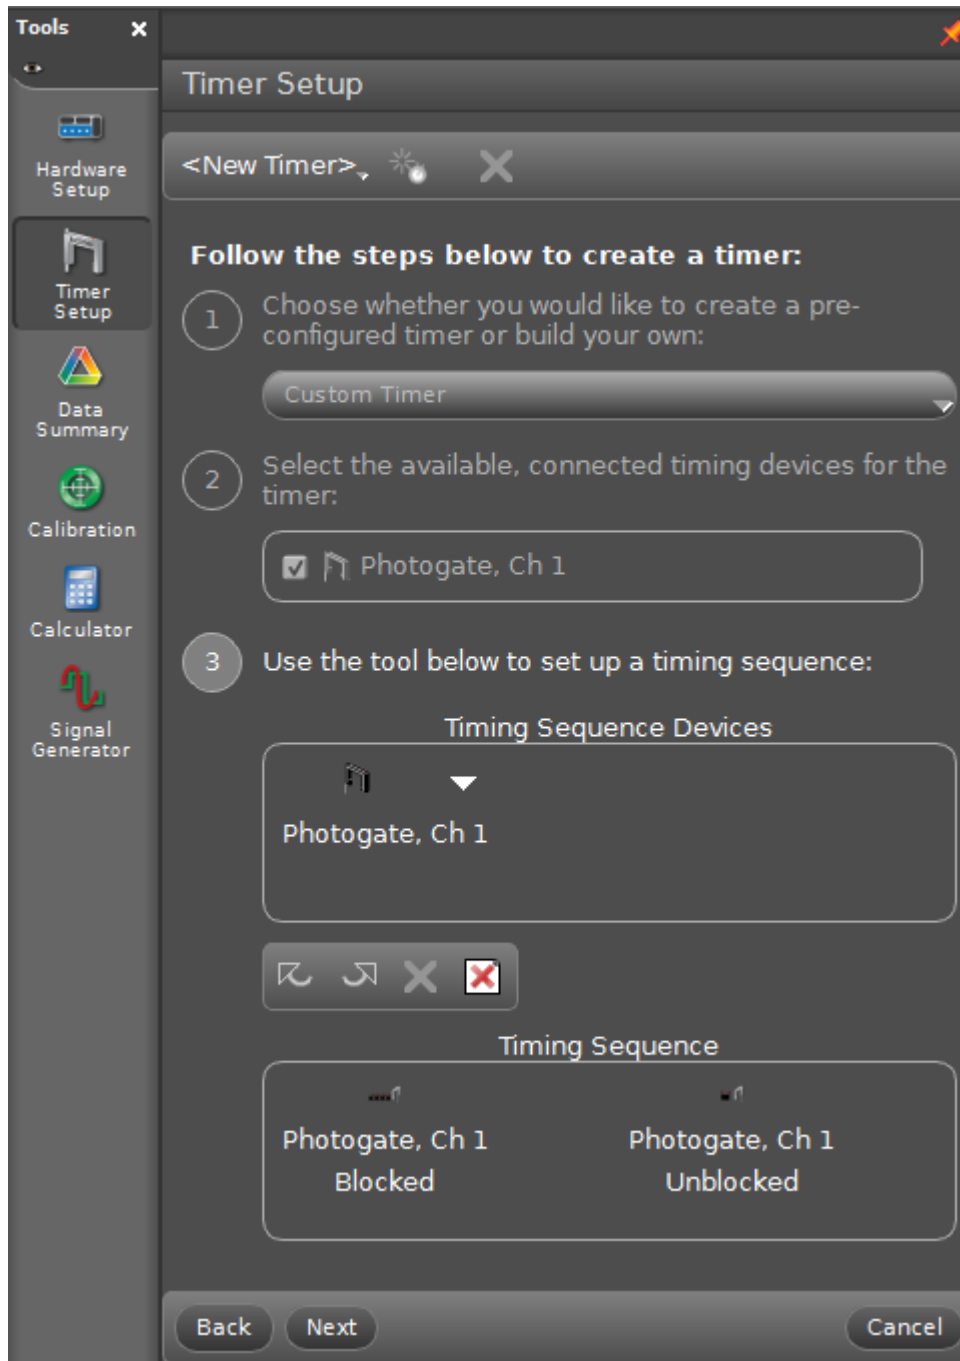 Tools
Timer Setup
Hardware
Setup
<New Timer>
Timer
Setup
Follow the steps below to create a timer:
1
Choose whether you would like to create a pre-
configured timer or build your own:
Custom Timer
Data
Summary
2
Select the available, connected timing devices for the
timer:
Calibration
Photogate, Ch 1
Calculator
3
Use the tool below to set up a timing sequence:
Signal
Generator
Timing Sequence Devices
Photogate, Ch 1
Timing Sequence
Photogate, Ch 1
Blocked
Photogate, Ch 1
Unblocked
Back
Next
Cancel